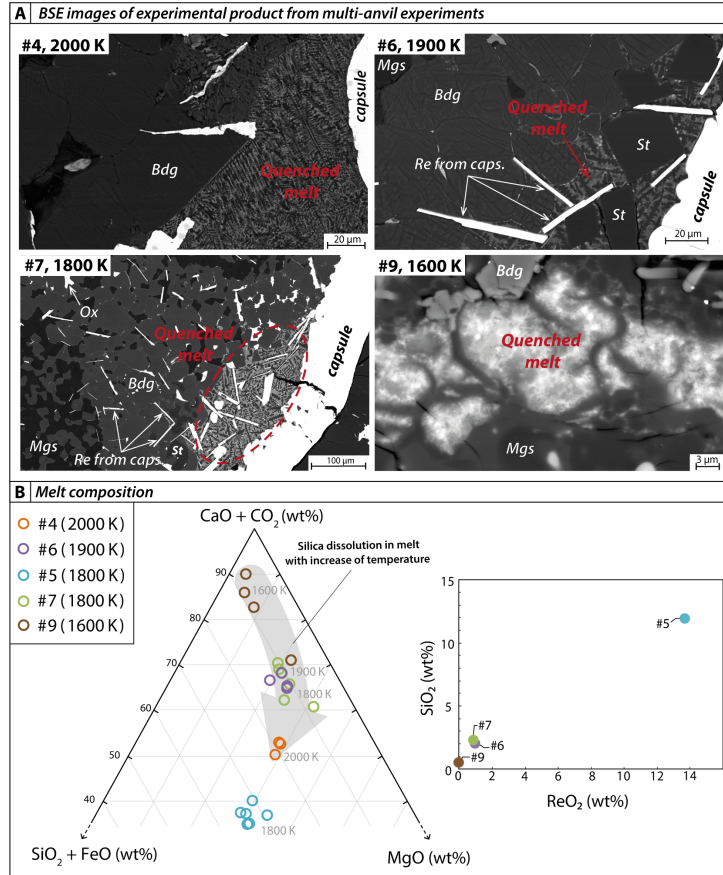 A BSE images of experimental product from multi-anvil experiments
#4, 2000 K
Bdg
Quenched
melt
capsule
20 µm
#6, 1900 K
Mgs
Bdg
Quenched
melt
St
Re from caps.
St
capsule
20 µm
#7, 1800 K
Ox
Quenched
melt
Bdg
capsule
Mgs
St
Re from caps.
100 µm
#9, 1600 K
Bdg
Quenched
melt
Mgs
3 µm
B Melt composition
#4 (2000 K)
#6 (1900 K)
#5 (1800 K)
#7 (1800 K)
#9 (1600 K)
CaO + CO₂ (wt%)
Silica dissolution in melt
with increase of temperature
90
1600 K
80
70
1900 K
1800 K
60
50
2000 K
40
1800 K
SiO₂ + FeO (wt%)
MgO (wt%)
15
10
5
0
SiO₂ (wt%)
#5
#7
#6
#9
0 2 4 6 8 10 12 14
ReO₂ (wt%)